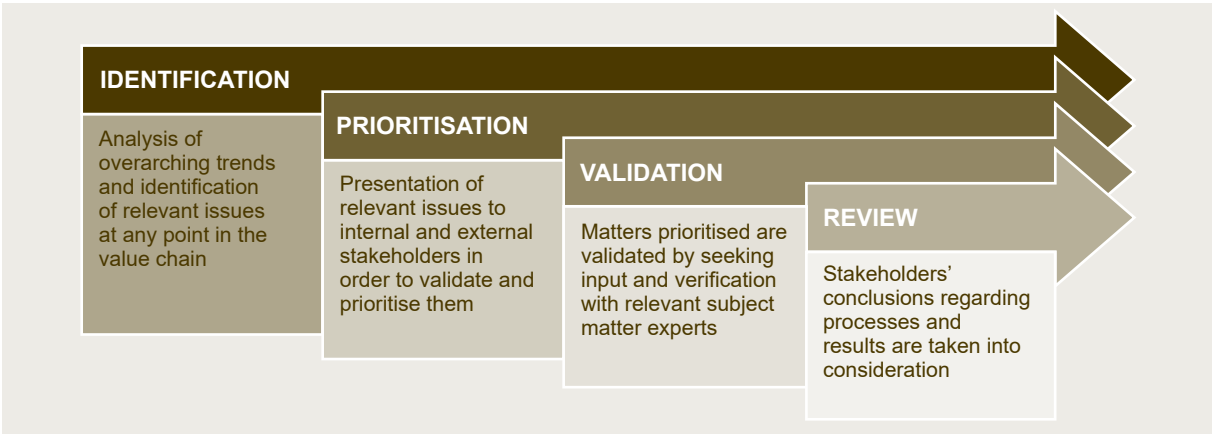 IDENTIFICATION
Analysis of
overarching trends
and identification
of relevant issues
at any point in the
value chain
PRIORITISATION
Presentation of
relevant issues to
internal and external
stakeholders in
order to validate and
prioritise them
VALIDATION
Matters prioritised are
validated by seeking
input and verification
with relevant subject
matter experts
REVIEW
Stakeholders’
conclusions regarding
processes and
results are taken into
consideration